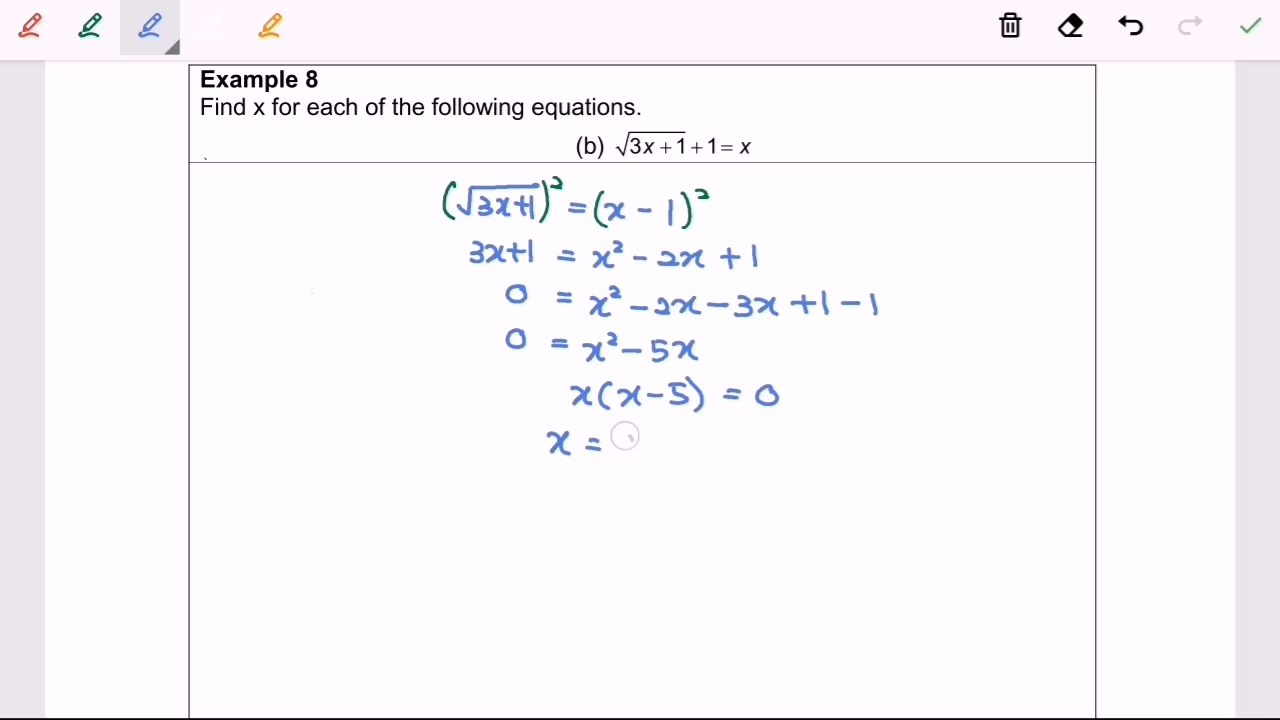 Example 8
Find x for each of the following equations.
(b) √3x + 1 + 1 = x
(√3x+1)² = (x - 1)²
3x+1 = x² - 2x + 1
0 = x² - 2x - 3x + 1 - 1
0 = x² - 5x
x(x - 5) = 0
x =